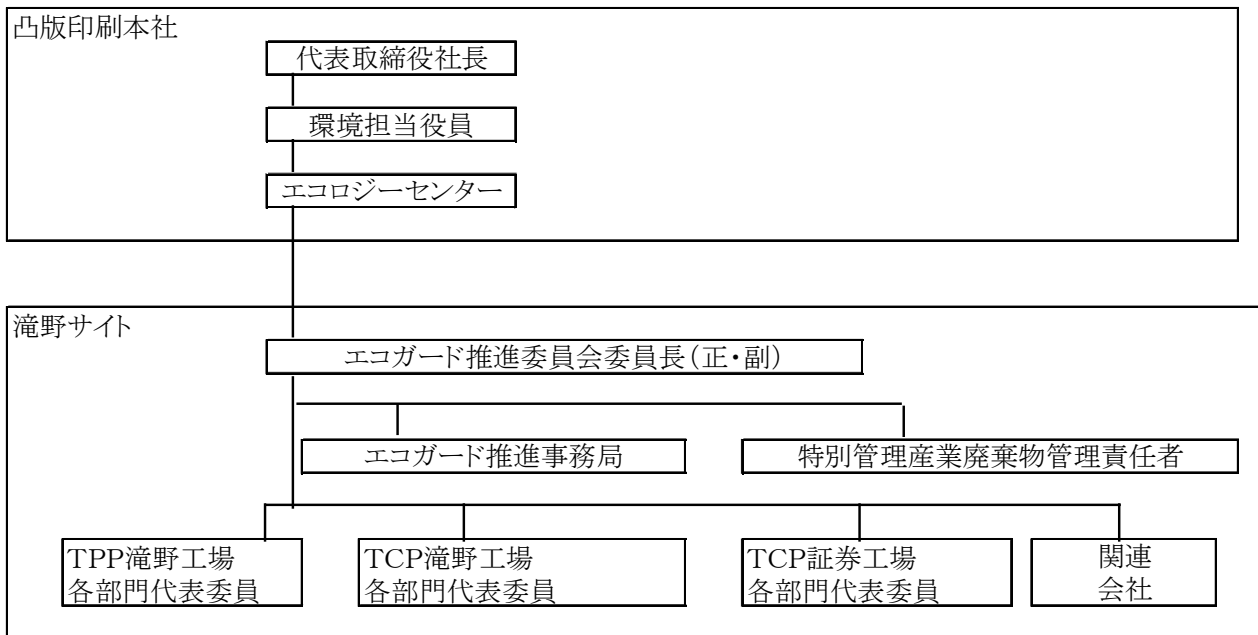 凸版印刷本社
代表取締役社長
環境担当役員
エコロジーセンター
滝野サイト
エコガード推進委員会委員長(正・副)
エコガード推進事務局
特別管理産業廃棄物管理責任者
TPP滝野工場
各部門代表委員
TCP滝野工場
各部門代表委員
TCP証券工場
各部門代表委員
関連
会社